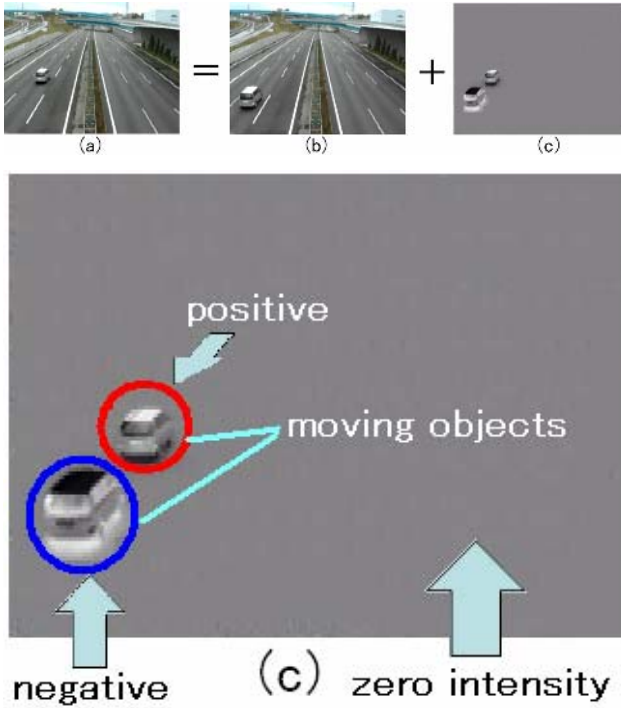 = +
(a) (b) (c)
positive
moving objects
negative (c) zero intensity